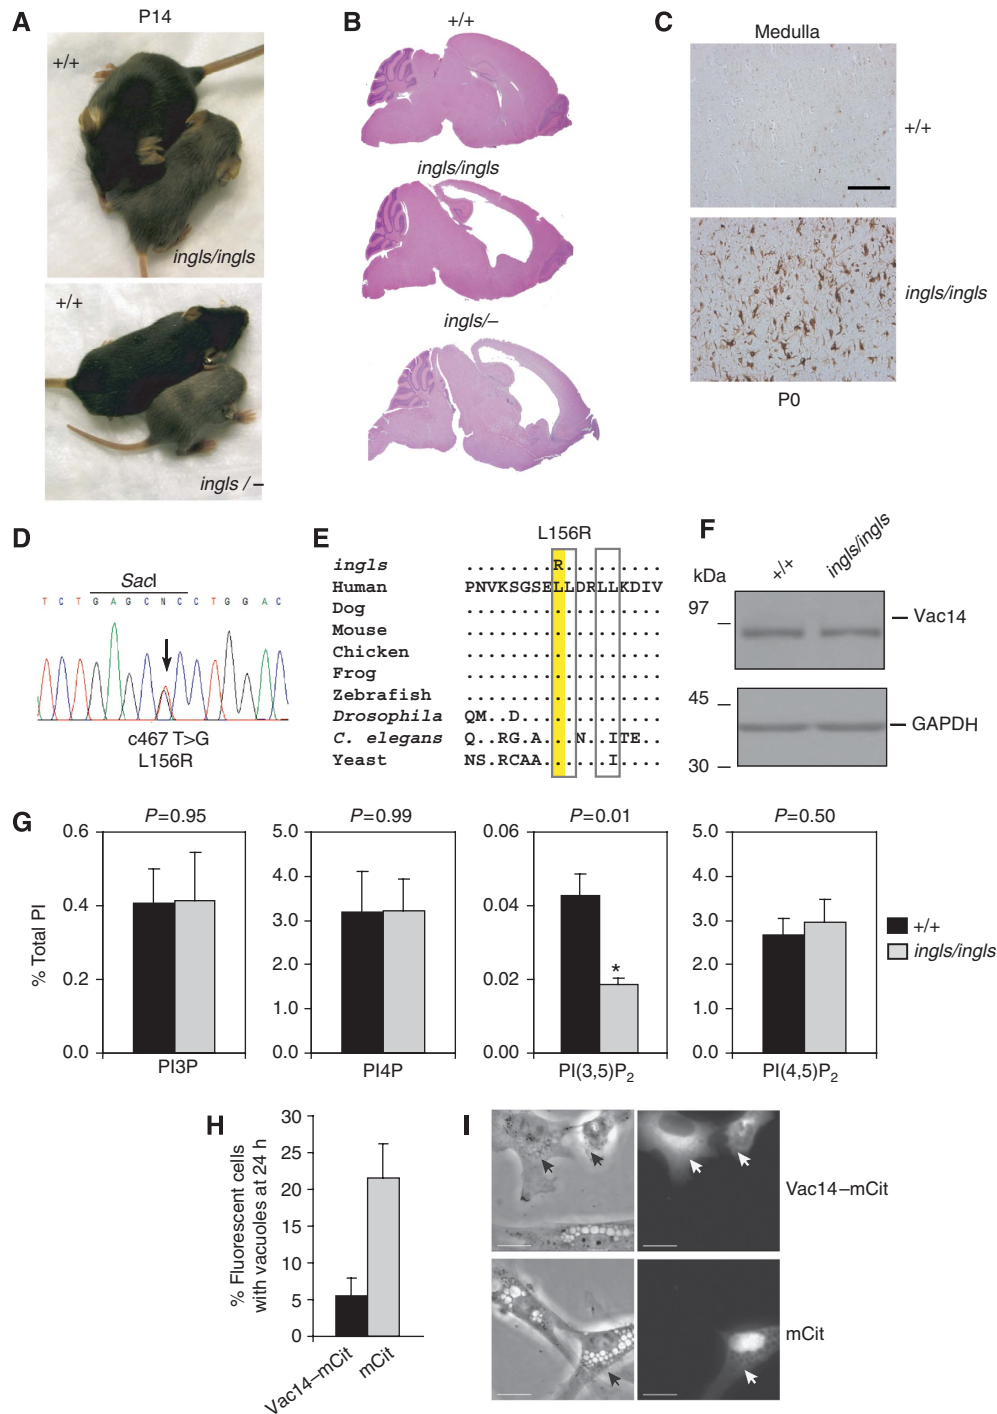 A
P14
+/+
ingls/ingls
+/+
ingls / –
B
+/+
ingls/ingls
ingls/–
C
Medulla
+/+
ingls/ingls
P0
D
SacI
T C T G A G C N C C T G G A C
c467 T>G
L156R
E
L156R
ingls R
Human PNVKSGSELLDRLLKDIV
Dog . . . . . . . . . . . . . . . . . .
Mouse . . . . . . . . . . . . . . . . . .
Chicken . . . . . . . . . . . . . . . . . .
Frog . . . . . . . . . . . . . . . . . .
Zebrafish . . . . . . . . . . . . . . . . . .
Drosophila QM..D.............
C. elegans Q..RG.A...N..ITE..
Yeast NS.RCAA......I....
F
+/+ ingls/ingls
kDa
97
Vac14
45
GAPDH
30
G
P=0.95 P=0.99 P=0.01 P=0.50
% Total PI
0.6
0.4
0.2
0.0
PI3P
5.0
4.0
3.0
2.0
1.0
0.0
PI4P
0.06
0.04
0.02
0.00
*
PI(3,5)P2
5.0
4.0
3.0
2.0
1.0
0.0
PI(4,5)P2
+/+
ingls/ingls
H
% Fluorescent cells
with vacuoles at 24 h
30
25
20
15
10
5
0
Vac14–mCit
mCit
I
Vac14–mCit
mCit